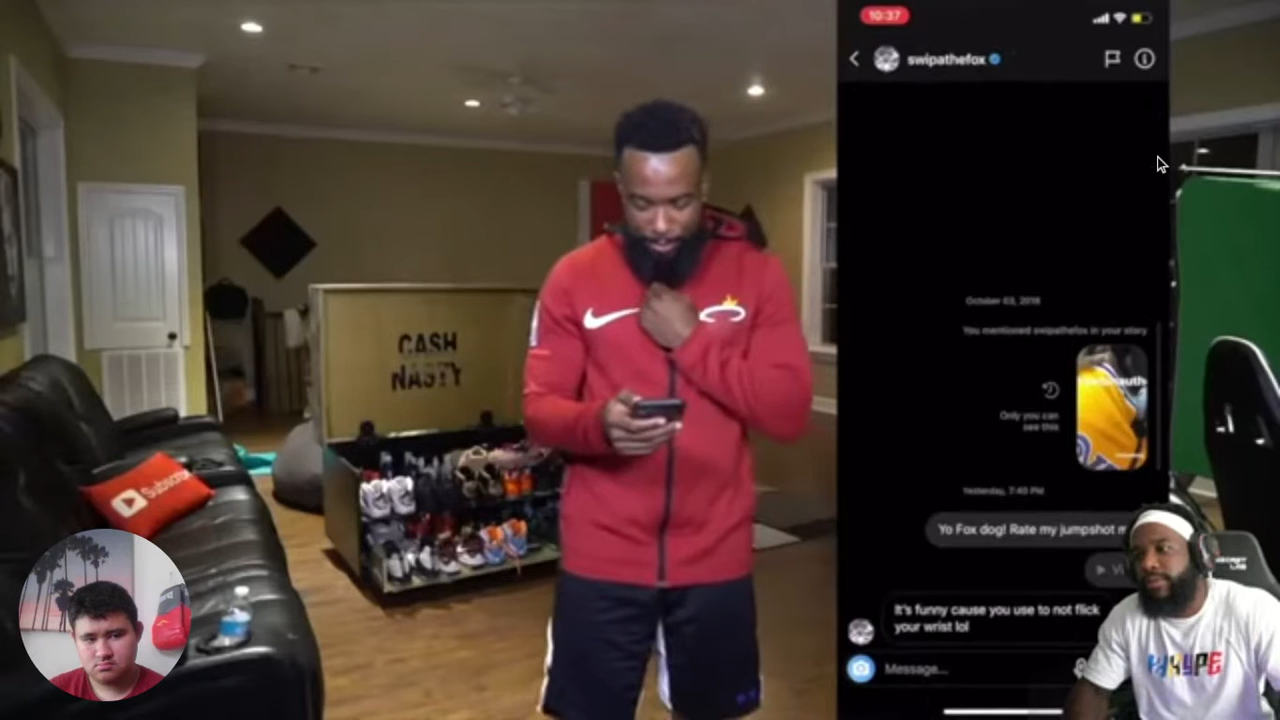 10:37
swipathefox
October 03, 2018
You mentioned swipathefox in your story
Only you can
see this
Yesterday, 7:40 PM
Yo Fox dog! Rate my jumpshot
It's funny cause you use to not flick
your wrist lol
Message...
CASH
NASTY
Subscribe